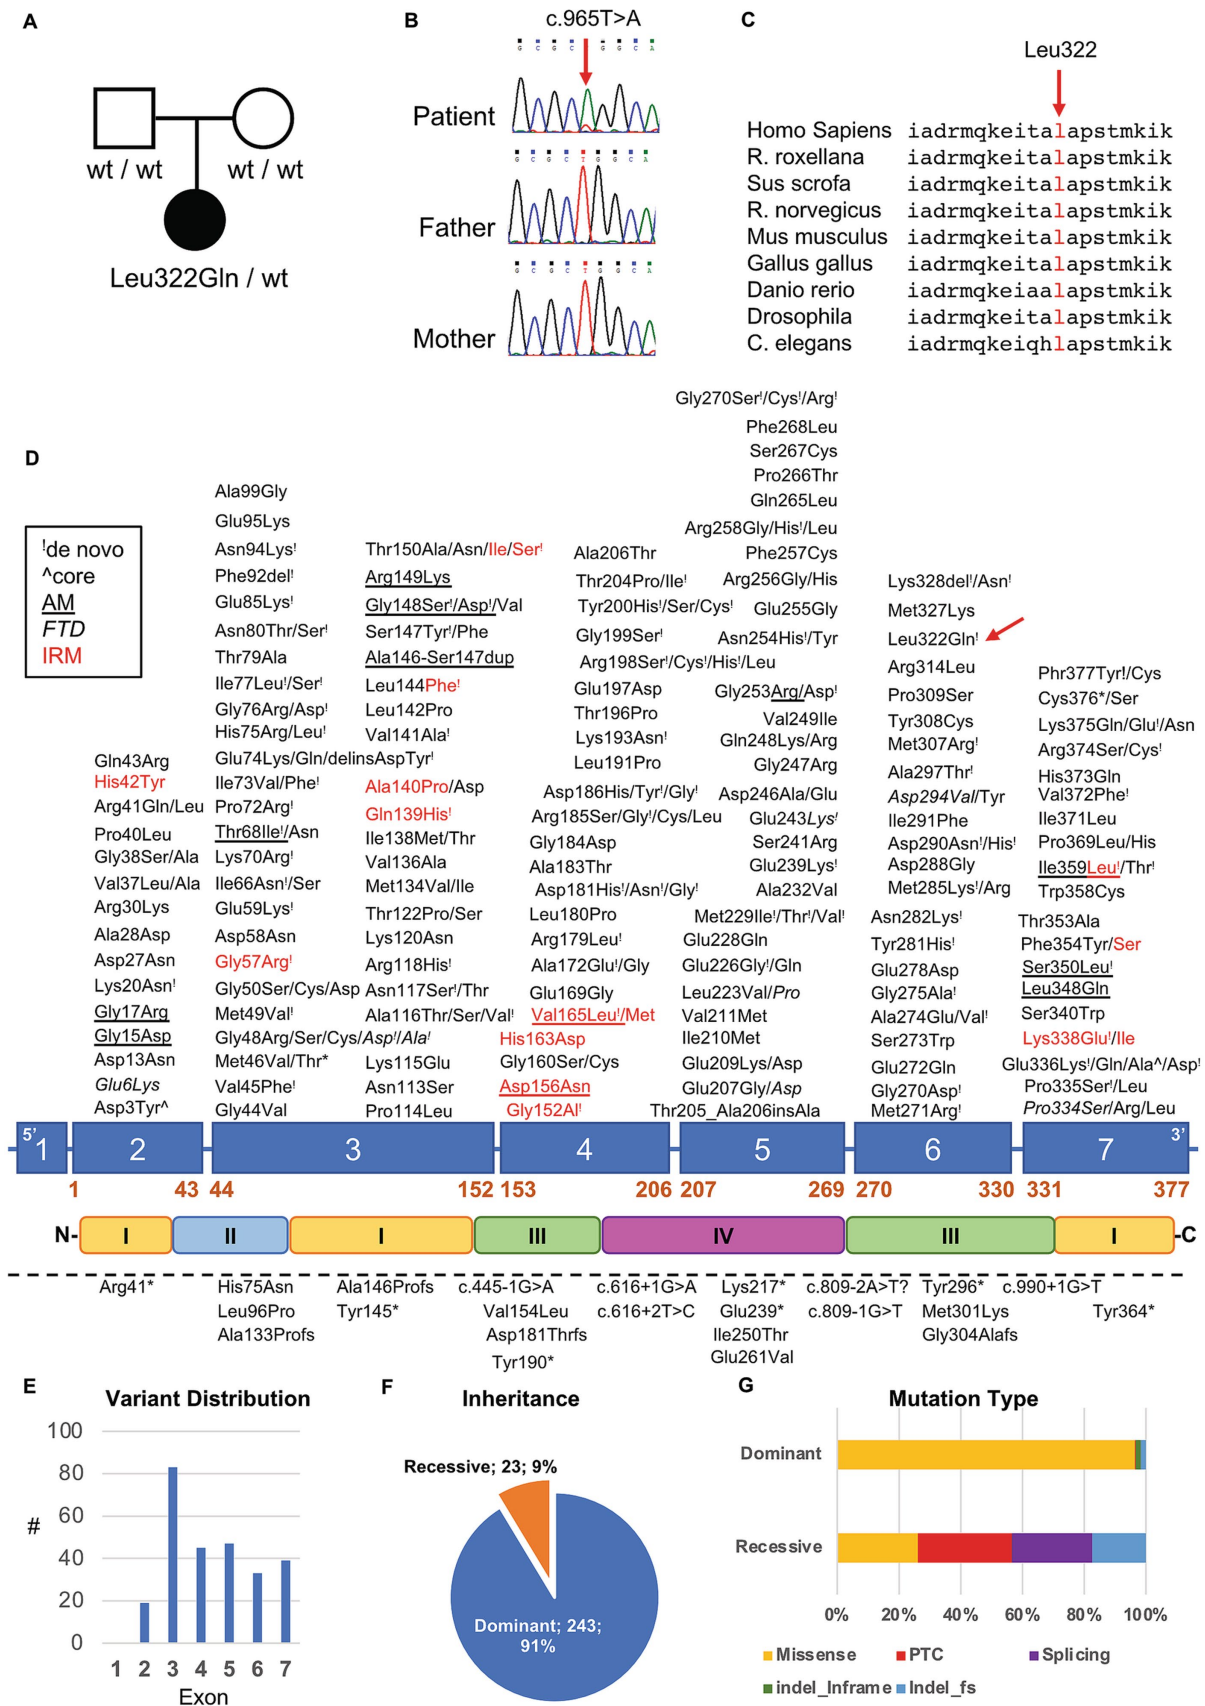 A
wt / wt
wt / wt
Leu322Gln / wt
B
c.965T>A
G C G C G G C A
Patient
G C G C T G G C A
Father
G C G C T G G C A
Mother
C
Leu322
Homo Sapiens iadrmqkeitalapstmkik
R. roxellana iadrmqkeitalapstmkik
Sus scrofa iadrmqkeitalapstmkik
R. norvegicus iadrmqkeitalapstmkik
Mus musculus iadrmqkeitalapstmkik
Gallus gallus iadrmqkeitalapstmkik
Danio rerio iadrmqkeiaalapstmkik
Drosophila iadrmqkeitalapstmkik
C. elegans iadrmqkeiqhlapstmkik
D
!de novo
^core
AM
FTD
IRM
Gln43Arg
His42Tyr
Arg41Gln/Leu
Pro40Leu
Gly38Ser/Ala
Val37Leu/Ala
Arg30Lys
Ala28Asp
Asp27Asn
Lys20Asn!
Gly17Arg
Gly15Asp
Asp13Asn
Glu6Lys
Asp3Tyr^
Ala99Gly
Glu95Lys
Asn94Lys!
Phe92del!
Glu85Lys!
Asn80Thr/Ser!
Thr79Ala
Ile77Leu!/Ser!
Gly76Arg/Asp!
His75Arg/Leu!
Glu74Lys/Gln/delinsAspTyr!
Ile73Val/Phe!
Pro72Arg!
Thr68Ile!/Asn
Lys70Arg!
Ile66Asn!/Ser
Glu59Lys!
Asp58Asn
Gly57Arg!
Gly50Ser/Cys/Asp
Met49Val!
Gly48Arg/Ser/Cys/Asp!/Ala!
Met46Val/Thr*
Val45Phe!
Gly44Val
Thr150Ala/Asn/Ile/Ser!
Arg149Lys
Gly148Ser!/Asp!/Val
Ser147Tyr!/Phe
Ala146-Ser147dup
Leu144Phe!
Leu142Pro
Val141Ala!
Ala140Pro/Asp
Gln139His!
Ile138Met/Thr
Val136Ala
Met134Val/Ile
Thr122Pro/Ser
Lys120Asn
Arg118His!
Asn117Ser!/Thr
Ala116Thr/Ser/Val!
Lys115Glu
Asn113Ser
Pro114Leu
Ala206Thr
Thr204Pro/Ile!
Tyr200His!/Ser/Cys!
Gly199Ser!
Arg198Ser!/Cys!/His!/Leu
Glu197Asp
Thr196Pro
Lys193Asn!
Leu191Pro
Asp186His/Tyr!/Gly!
Arg185Ser/Gly!/Cys/Leu
Gly184Asp
Ala183Thr
Asp181His!/Asn!/Gly!
Leu180Pro
Arg179Leu!
Ala172Glu!/Gly
Glu169Gly
Val165Leu!/Met
His163Asp
Gly160Ser/Cys
Asp156Asn
Gly152Al!
Gly270Ser!/Cys!/Arg!
Phe268Leu
Ser267Cys
Pro266Thr
Gln265Leu
Arg258Gly/His!/Leu
Phe257Cys
Arg256Gly/His
Glu255Gly
Asn254His!/Tyr
Gly253Arg/Asp!
Val249Ile
Gln248Lys/Arg
Gly247Arg
Asp246Ala/Glu
Glu243Lys!
Ser241Arg
Glu239Lys!
Ala232Val
Met229Ile!/Thr!/Val!
Glu228Gln
Glu226Gly!/Gln
Leu223Val/Pro
Val211Met
Ile210Met
Glu209Lys/Asp
Glu207Gly/Asp
Thr205_Ala206insAla
Lys328del!/Asn!
Met327Lys
Leu322Gln!
Arg314Leu
Pro309Ser
Tyr308Cys
Met307Arg!
Ala297Thr!
Asp294Val/Tyr
Ile291Phe
Asp290Asn!/His!
Asp288Gly
Met285Lys!/Arg
Asn282Lys!
Tyr281His!
Glu278Asp
Gly275Ala!
Ala274Glu/Val!
Ser273Trp
Glu272Gln
Gly270Asp!
Met271Arg!
Phr377Tyr!/Cys
Cys376*/Ser
Lys375Gln/Glu!/Asn
Arg374Ser/Cys!
His373Gln
Val372Phe!
Ile371Leu
Pro369Leu/His
Ile359Leu!/Thr!
Trp358Cys
Thr353Ala
Phe354Tyr/Ser
Ser350Leu!
Leu348Gln
Ser340Trp
Lys338Glu!/Ile
Glu336Lys!/Gln/Ala^/Asp!
Pro335Ser!/Leu
Pro334Ser/Arg/Leu
5’ 1 2 3 4 5 6 7 3’
1 43 44 152 153 206 207 269 270 330 331 377
N- I II I III IV III I -C
Arg41*
His75Asn
Leu96Pro
Ala133Profs
Ala146Profs
Tyr145*
c.445-1G>A
Val154Leu
Asp181Thrfs
Tyr190*
c.616+1G>A
c.616+2T>C
Lys217*
Glu239*
Ile250Thr
Glu261Val
c.809-2A>T?
c.809-1G>T
Tyr296*
Met301Lys
Gly304Alafs
c.990+1G>T
Tyr364*
E
Variant Distribution
100
80
60
40
20
0
#
1 2 3 4 5 6 7
Exon
F
Inheritance
Recessive; 23; 9%
Dominant; 243;
91%
G
Mutation Type
Dominant
Recessive
0% 20% 40% 60% 80% 100%
Missense PTC Splicing
indel_Inframe Indel_fs